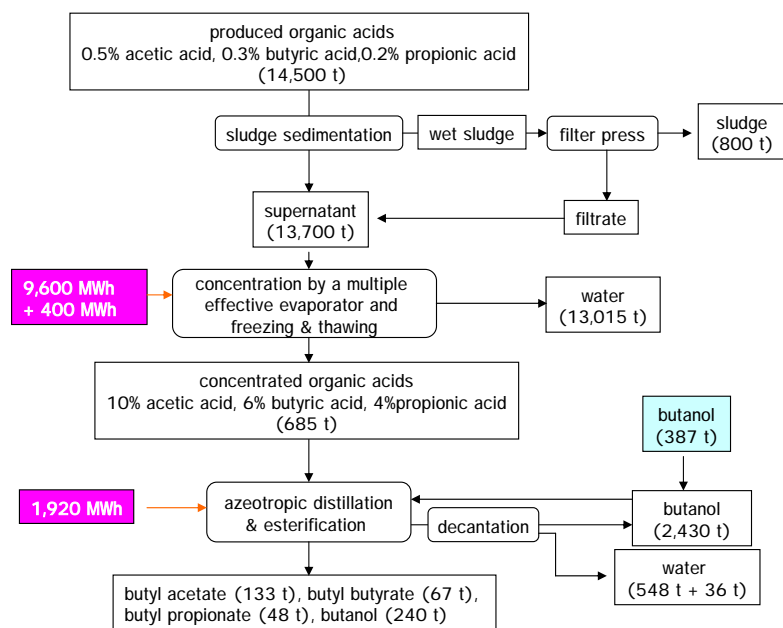 produced organic acids
0.5% acetic acid, 0.3% butyric acid,0.2% propionic acid
(14,500 t)
sludge sedimentation
wet sludge
filter press
sludge
(800 t)
supernatant
(13,700 t)
filtrate
9,600 MWh
+ 400 MWh
concentration by a multiple
effective evaporator and
freezing & thawing
water
(13,015 t)
concentrated organic acids
10% acetic acid, 6% butyric acid, 4%propionic acid
(685 t)
butanol
(387 t)
1,920 MWh
azeotropic distillation
& esterification
decantation
butanol
(2,430 t)
water
(548 t + 36 t)
butyl acetate (133 t), butyl butyrate (67 t),
butyl propionate (48 t), butanol (240 t)